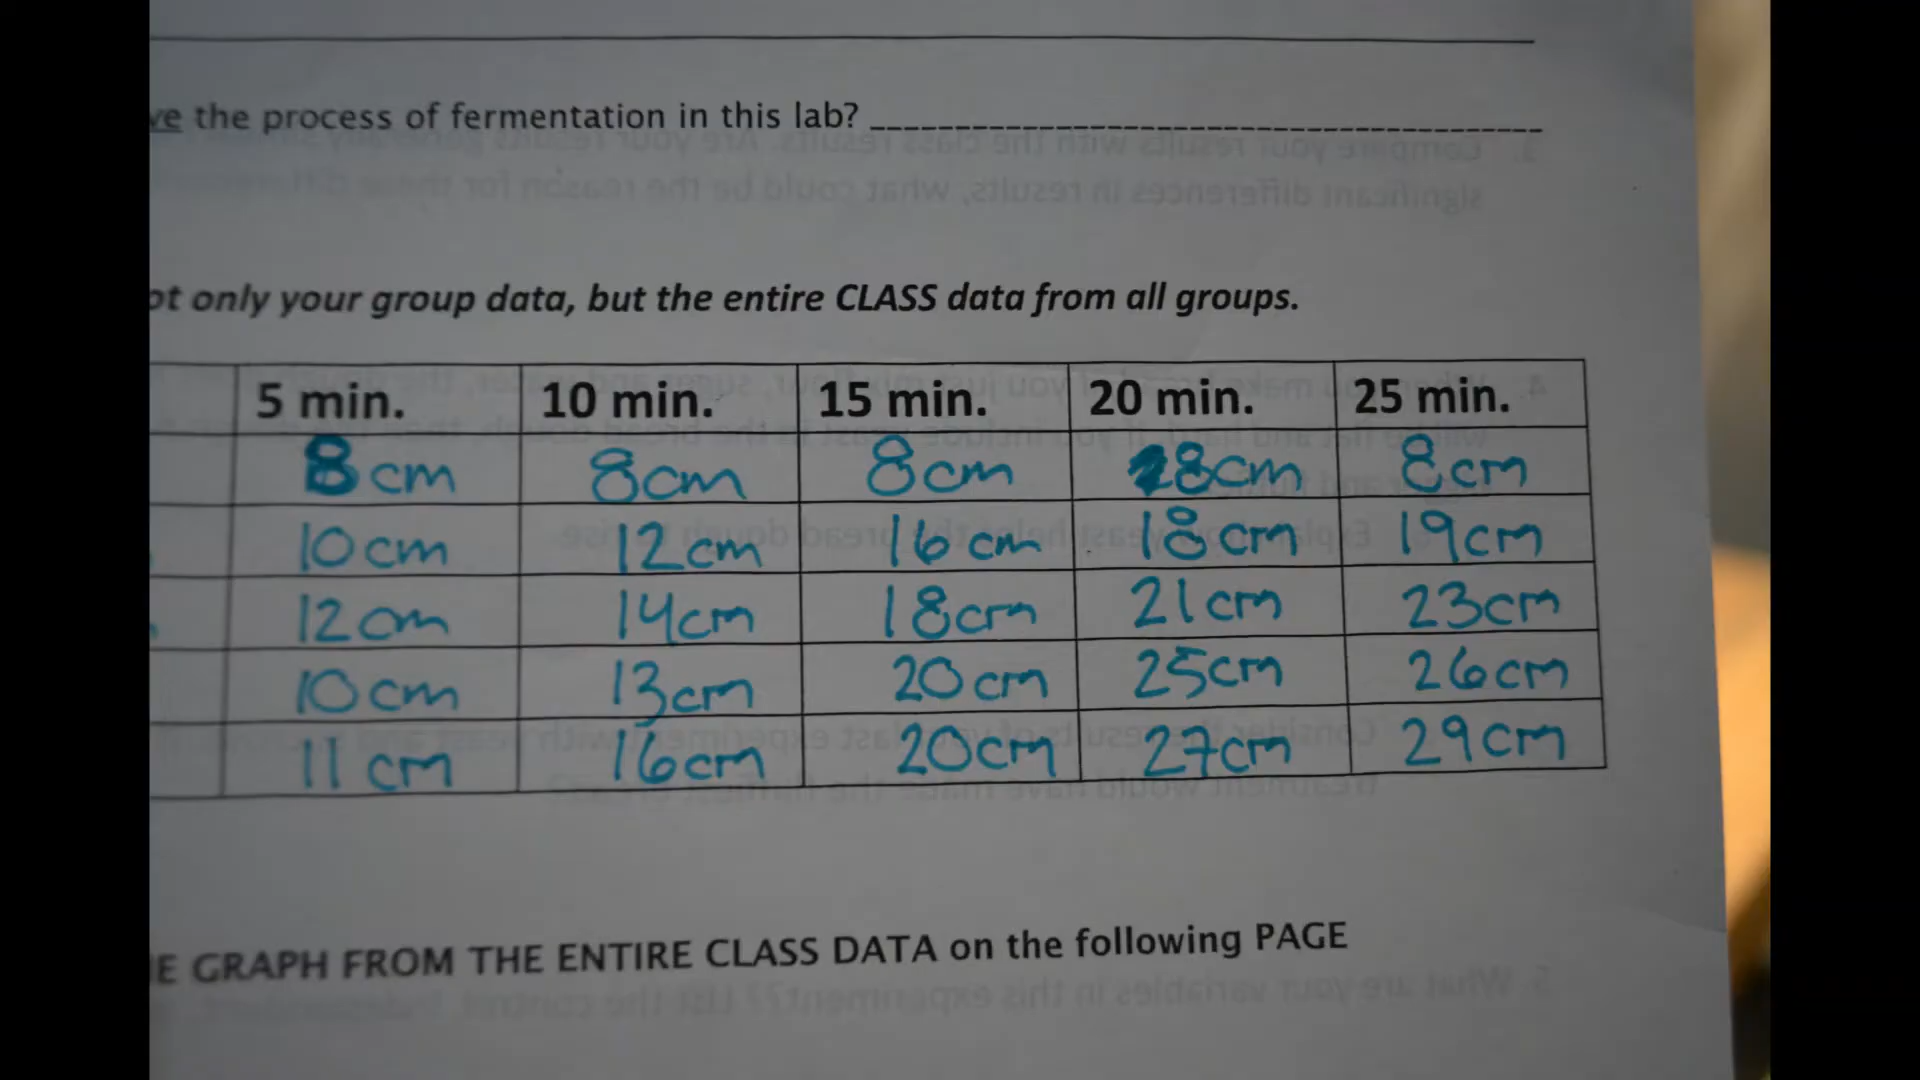 ve the process of fermentation in this lab? ____________________
ot only your group data, but the entire CLASS data from all groups.
5 min. 10 min. 15 min. 20 min. 25 min.
8cm 8cm 8cm 8cm 8cm
10cm 12cm 16cm 18cm 19cm
12cm 14cm 18cm 21cm 23cm
10cm 13cm 20cm 25cm 26cm
11cm 16cm 20cm 27cm 29cm
E GRAPH FROM THE ENTIRE CLASS DATA on the following PAGE